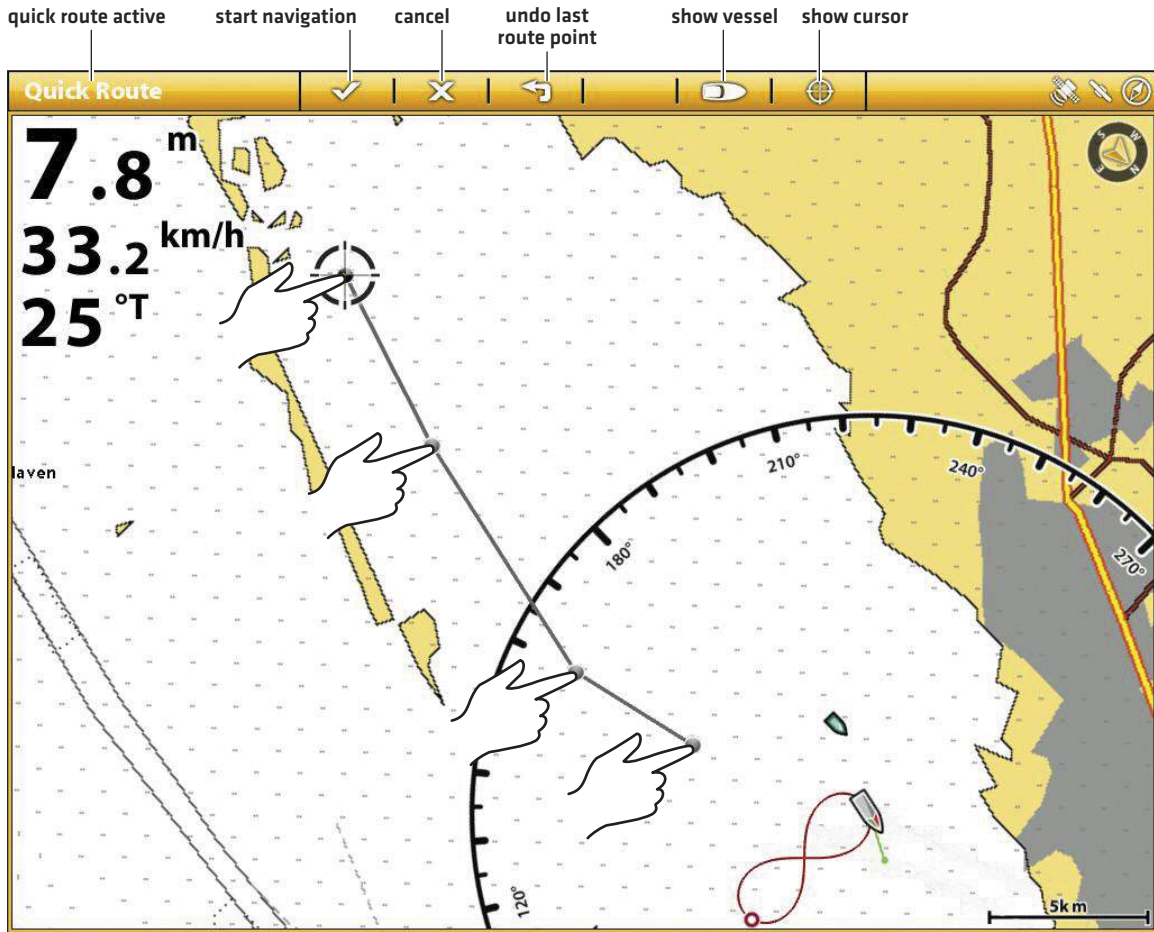 quick route active start navigation cancel undo last route point show vessel show cursor
Quick Route
7.8 m
33.2 km/h
25 °T
S W N E
laven
210°
240°
180°
270°
120°
5km